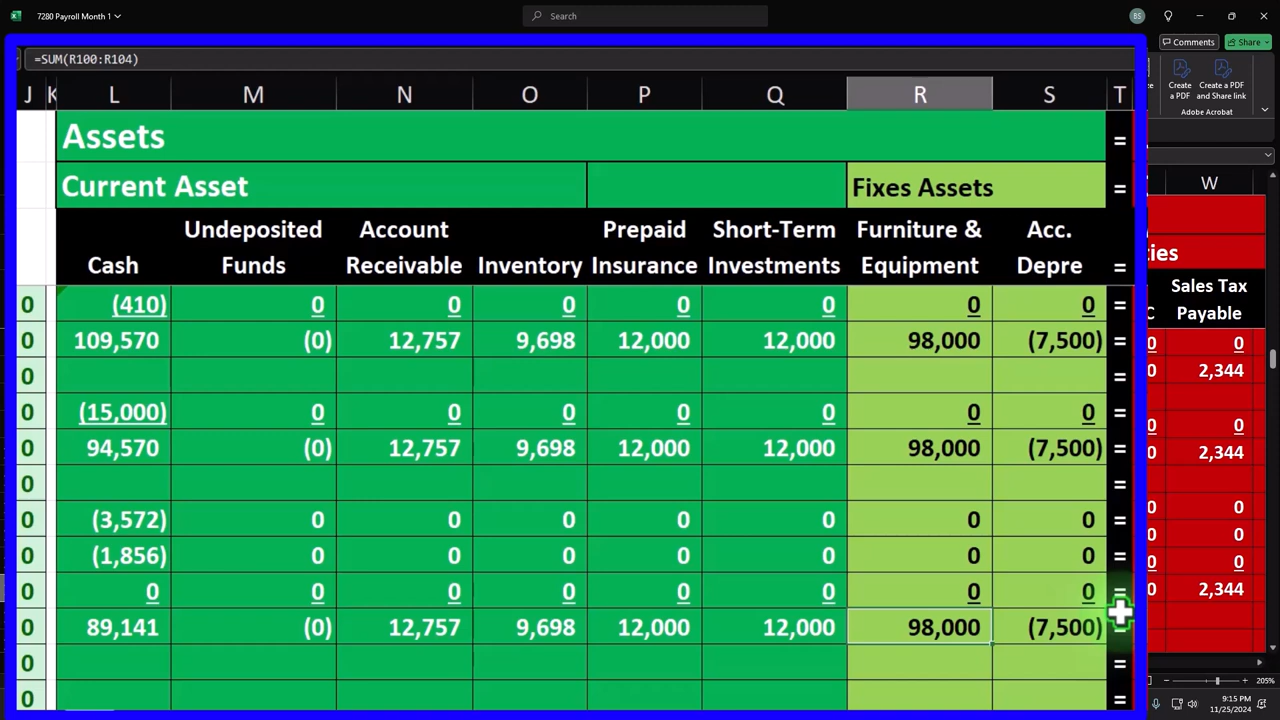 7280 Payroll Month 1
Search
BS
Comments
Share
=SUM(R100:R104)
Create a PDF
Create a PDF and Share link
Adobe Acrobat
J K L M N O P Q R S T W
Assets =
Current Asset Fixes Assets =
Undeposited Account Prepaid Short-Term Furniture & Acc.
Cash Funds Receivable Inventory Insurance Investments Equipment Depre =
Sales Tax
Payable
0 (410) 0 0 0 0 0 0 0 = 0 0
0 109,570 (0) 12,757 9,698 12,000 12,000 98,000 (7,500) = 0 2,344
0 =
0 (15,000) 0 0 0 0 0 0 0 = 0 0
0 94,570 (0) 12,757 9,698 12,000 12,000 98,000 (7,500) = 0 2,344
0 =
0 (3,572) 0 0 0 0 0 0 0 = 0 0
0 (1,856) 0 0 0 0 0 0 0 = 0 0
0 0 0 0 0 0 0 0 0 = 0 0
0 89,141 (0) 12,757 9,698 12,000 12,000 98,000 (7,500) = 0 2,344
0 =
0 =
205%
9:15 PM
11/25/2024